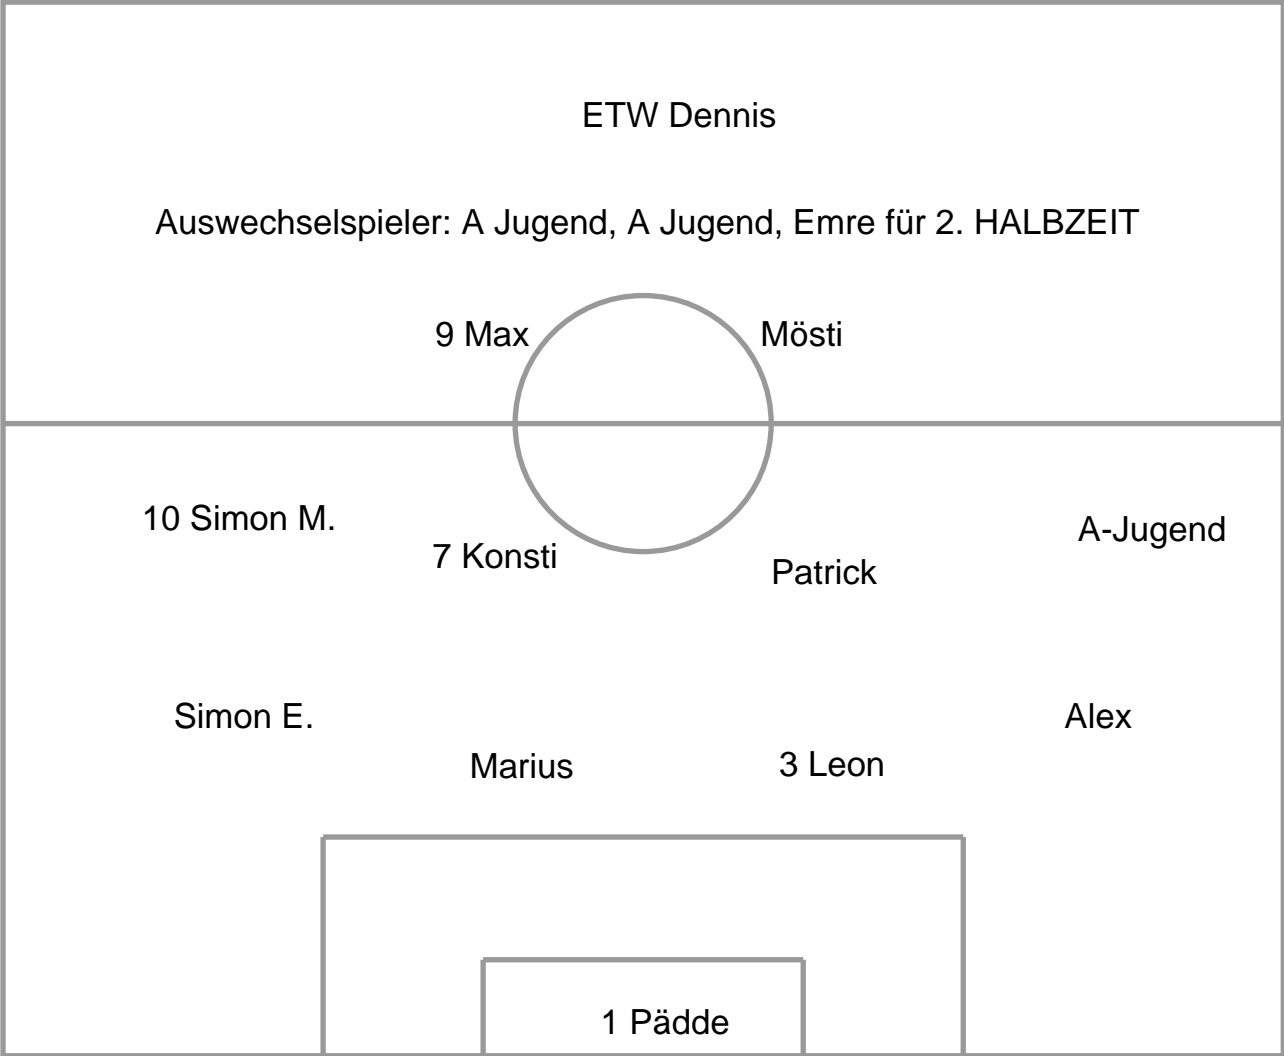 ETW Dennis
Auswechselspieler: A Jugend, A Jugend, Emre für 2. HALBZEIT
9 Max
Mösti
10 Simon M.
A-Jugend
7 Konsti
Patrick
Simon E.
Alex
Marius
3 Leon
1 Pädde